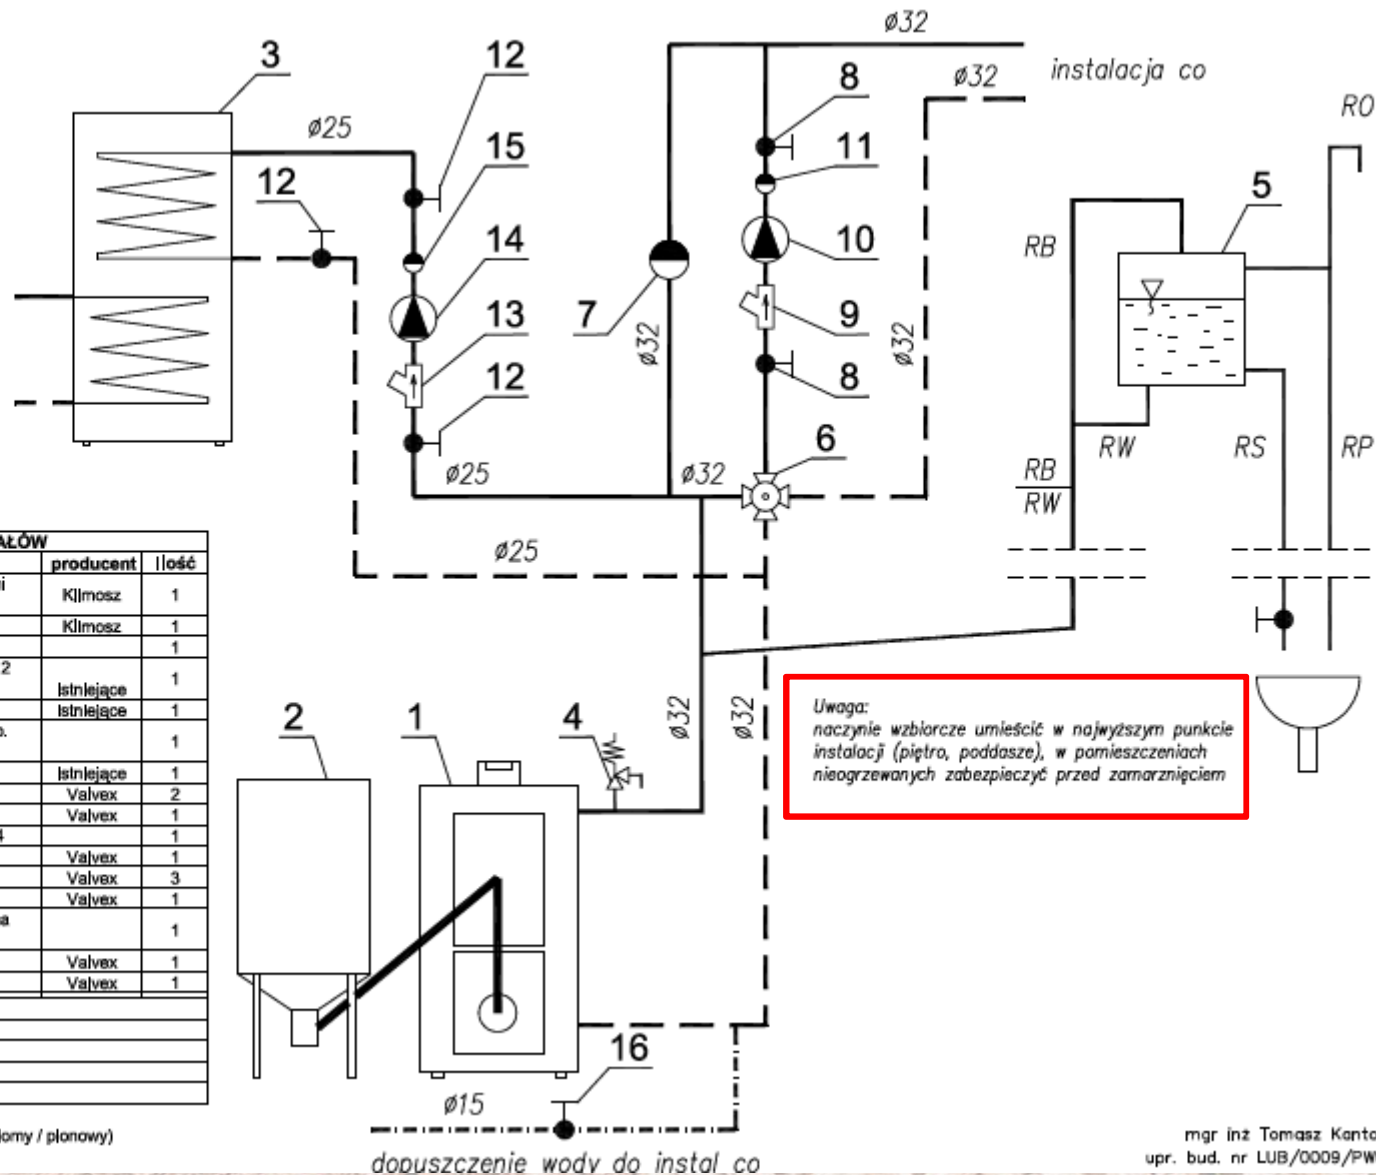 ø32
3
12
8
ø32
instalacja co
RO
ø25
15
11
12
5
14
10
RB
7
13
9
ø32
ø32
12
8
6
RW
RS
RP
ø25
ø32
RB
RW
AŁÓW
producent Ilość
ø25
Klimosz 1
Klimosz 1
1
2
Istniejące 1
Istniejące 1
1
Istniejące 1
Valvex 2
Valvex 1
4 1
Valvex 1
Valvex 3
Valvex 1
1
Valvex 1
Valvex 1
2
1
4
ø32
ø32
Uwaga:
naczynie wzbiorcze umieścić w najwyższym punkcie
instalacji (piętro, poddasze), w pomieszczeniach
nieogrzewanych zabezpieczyć przed zamarznięciem
16
ø15
omy / pionowy)
dopuszczenie wody do instal co
mgr inż Tomasz Kanto
upr. bud. nr LUB/0009/PW